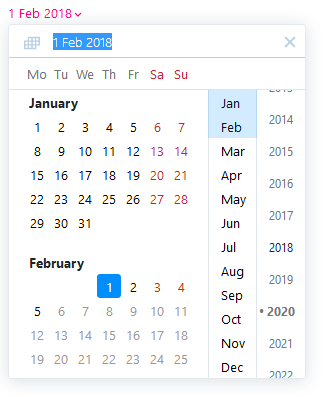 1 Feb 2018
1 Feb 2018
Mo Tu We Th Fr Sa Su
January
1 2 3 4 5 6 7
8 9 10 11 12 13 14
15 16 17 18 19 20 21
22 23 24 25 26 27 28
29 30 31
February
1 2 3 4
5 6 7 8 9 10 11
12 13 14 15 16 17 18
19 20 21 22 23 24 25
Jan
Feb
Mar
Apr
May
Jun
Jul
Aug
Sep
Oct
Nov
Dec
2013
2014
2015
2016
2017
2018
2019
• 2020
2021
2022